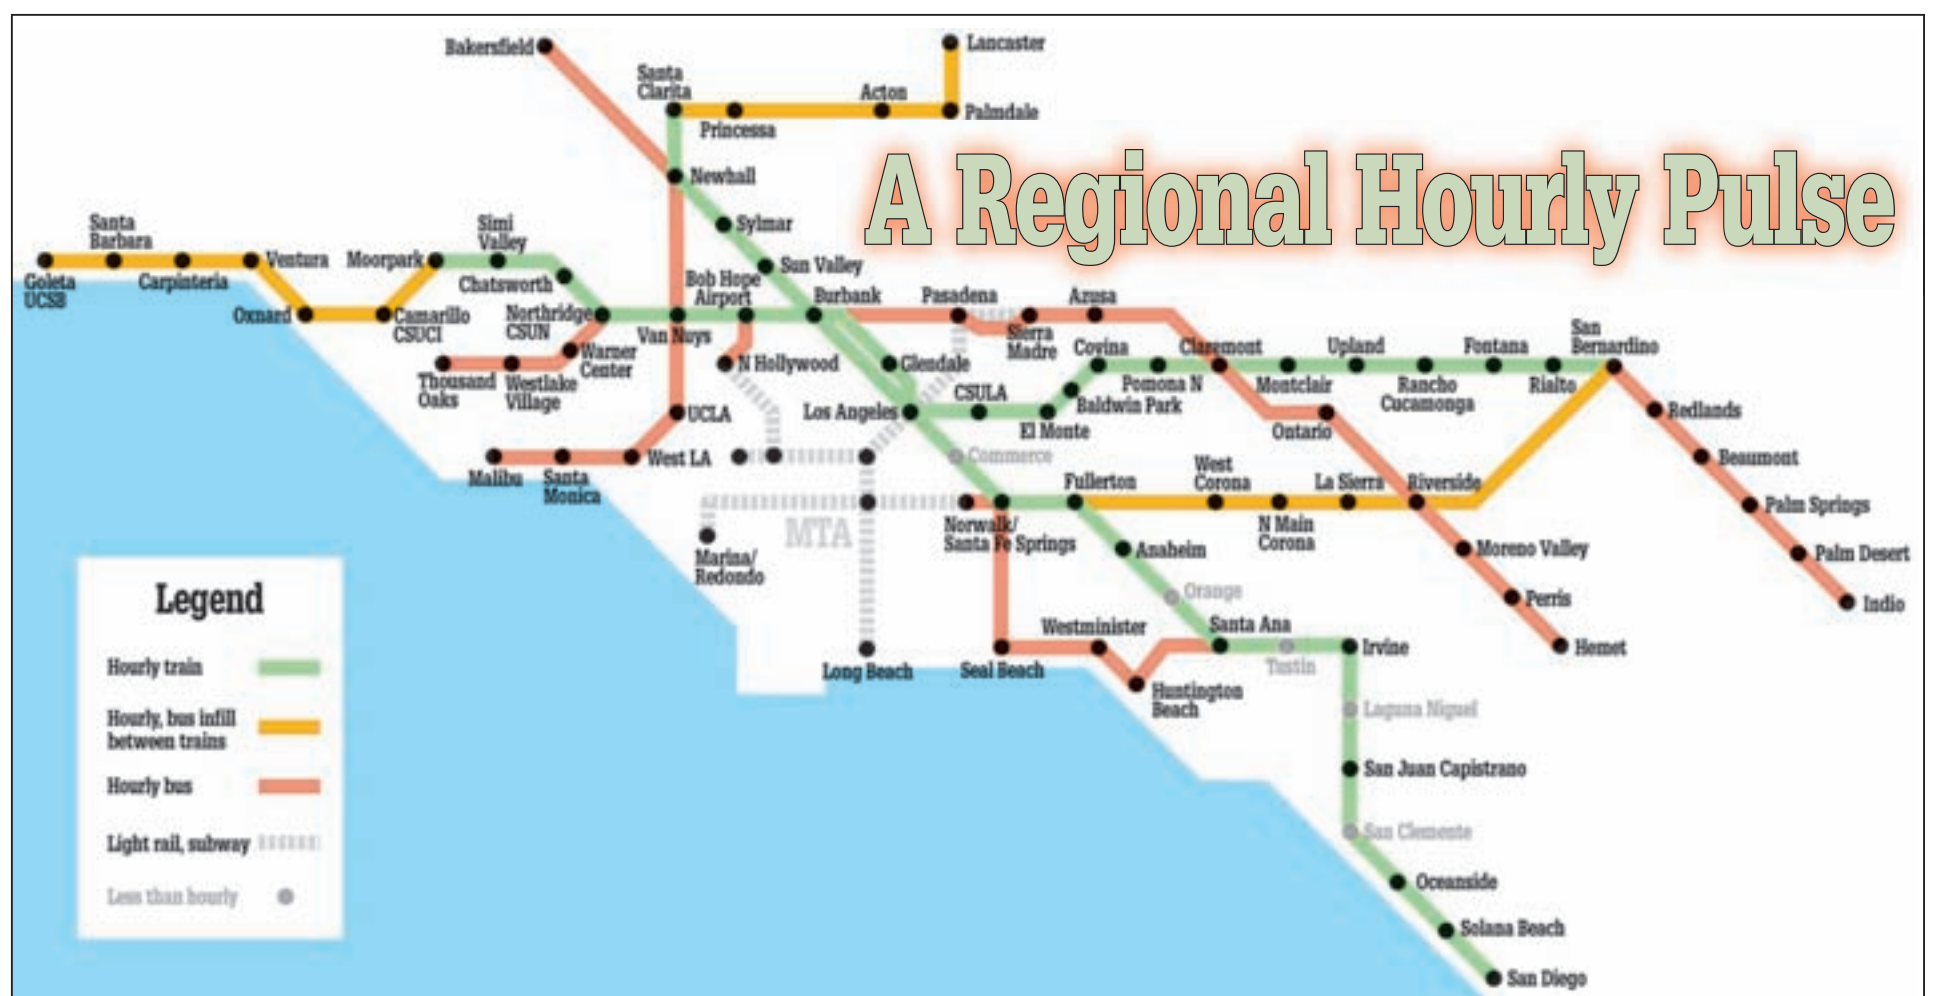 Bakersfield
Lancaster
Santa
Clarita
Acton
Palmdale
Princessa
A Regional Hourly Pulse
Newhall
Sylmar
Santa
Barbara
Simi
Valley
Goleta
UCSB
Carpinteria
Ventura
Moorpark
Chatsworth
Sun Valley
Bob Hope
Airport
Burbank
Pasadena
Azusa
Oxnard
Camarillo
CSUCI
Northridge
CSUN
Van Nuys
Sierra
Madre
Covina
Claremont
Upland
Fontana
San
Bernardino
Warner
Center
N Hollywood
Glendale
Thousand
Oaks
Westlake
Village
CSULA
Pomona N
Montclair
Rancho
Cucamonga
Rialto
UCLA
Los Angeles
Baldwin Park
El Monte
Ontario
Redlands
Malibu
Santa
Monica
West LA
Commerce
Beaumont
Fullerton
West
Corona
La Sierra
Riverside
Palm Springs
MTA
Norwalk/
Santa Fe Springs
N Main
Corona
Marina/
Redondo
Anaheim
Moreno Valley
Palm Desert
Orange
Perris
Indio
Westminister
Santa Ana
Irvine
Hemet
Long Beach
Seal Beach
Tustin
Huntington
Beach
Laguna Niguel
San Juan Capistrano
San Clemente
Oceanside
Solana Beach
San Diego
Legend
Hourly train
Hourly, bus infill
between trains
Hourly bus
Light rail, subway
Less than hourly